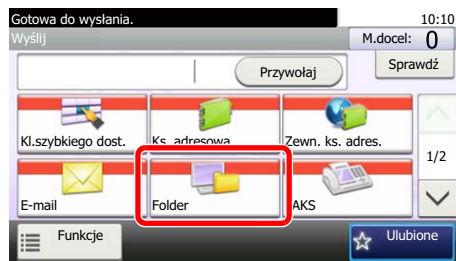 Gotowa do wysłania. 10:10
Wyślij M.docel: 0
Przywołaj Sprawdź
Kl.szybkiego dost. Ks. adresowa Zewn. ks. adres.
1/2
E-mail Folder AKS
Funkcje Ulubione